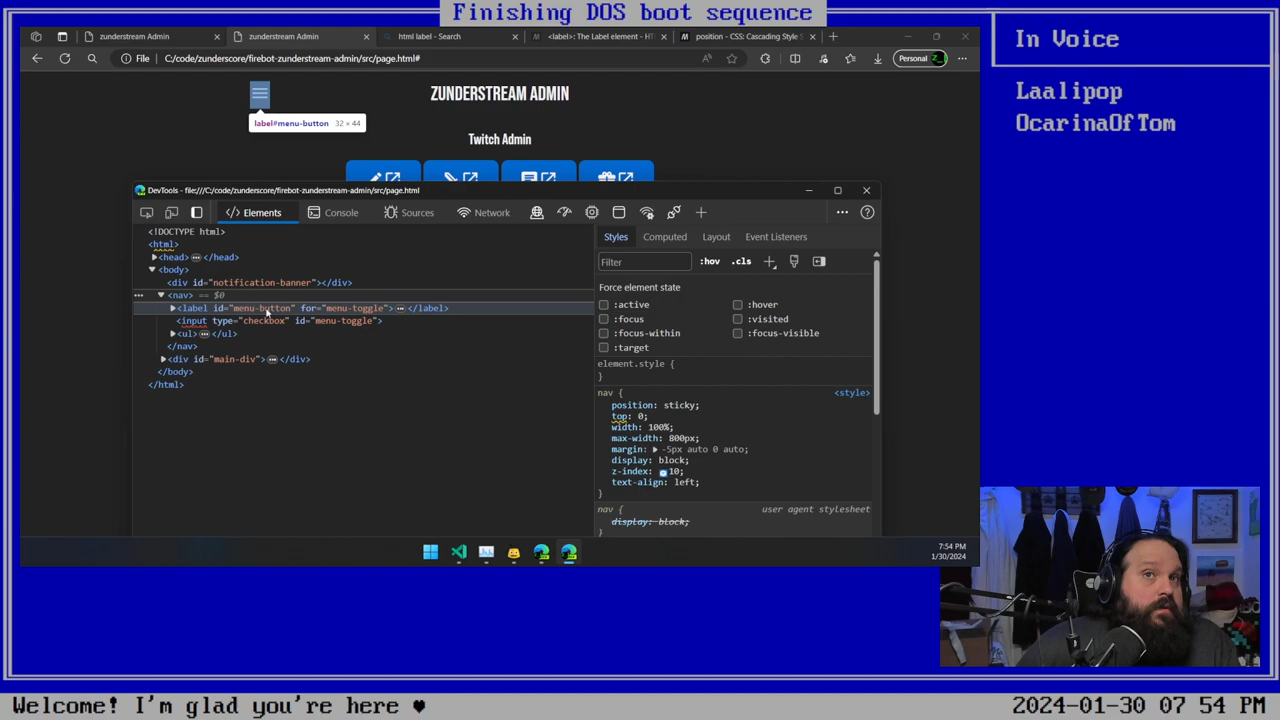 Finishing DOS boot sequence
In Voice
Laalipop
OcarinaOfTom
zunderstream Admin
zunderstream Admin
html label - Search
<label>: The Label element - HT
position - CSS: Cascading Style S
File
C:/code/zunderscore/firebot-zunderstream-admin/src/page.html#
Personal
ZUNDERSTREAM ADMIN
label#menu-button 32 × 44
Twitch Admin
DevTools - file:///C:/code/zunderscore/firebot-zunderstream-admin/src/page.html
Elements
Console
Sources
Network
<!DOCTYPE html>
<html>
<head> ... </head>
<body>
<div id="notification-banner"></div>
<nav> == $0
<label id="menu-button" for="menu-toggle"> ... </label>
<input type="checkbox" id="menu-toggle">
<ul> ... </ul>
</nav>
<div id="main-div"> ... </div>
</body>
</html>
Styles
Computed
Layout
Event Listeners
Filter
:hov
.cls
Force element state
:active
:hover
:focus
:visited
:focus-within
:focus-visible
:target
element.style {
}
nav {
<style>
position: sticky;
top: 0;
width: 100%;
max-width: 800px;
margin: -5px auto 0 auto;
display: block;
z-index: 10;
text-align: left;
}
nav {
user agent stylesheet
display: block;
}
7:54 PM
1/30/2024
Welcome! I'm glad you're here ♥
2024-01-30 07 54 PM